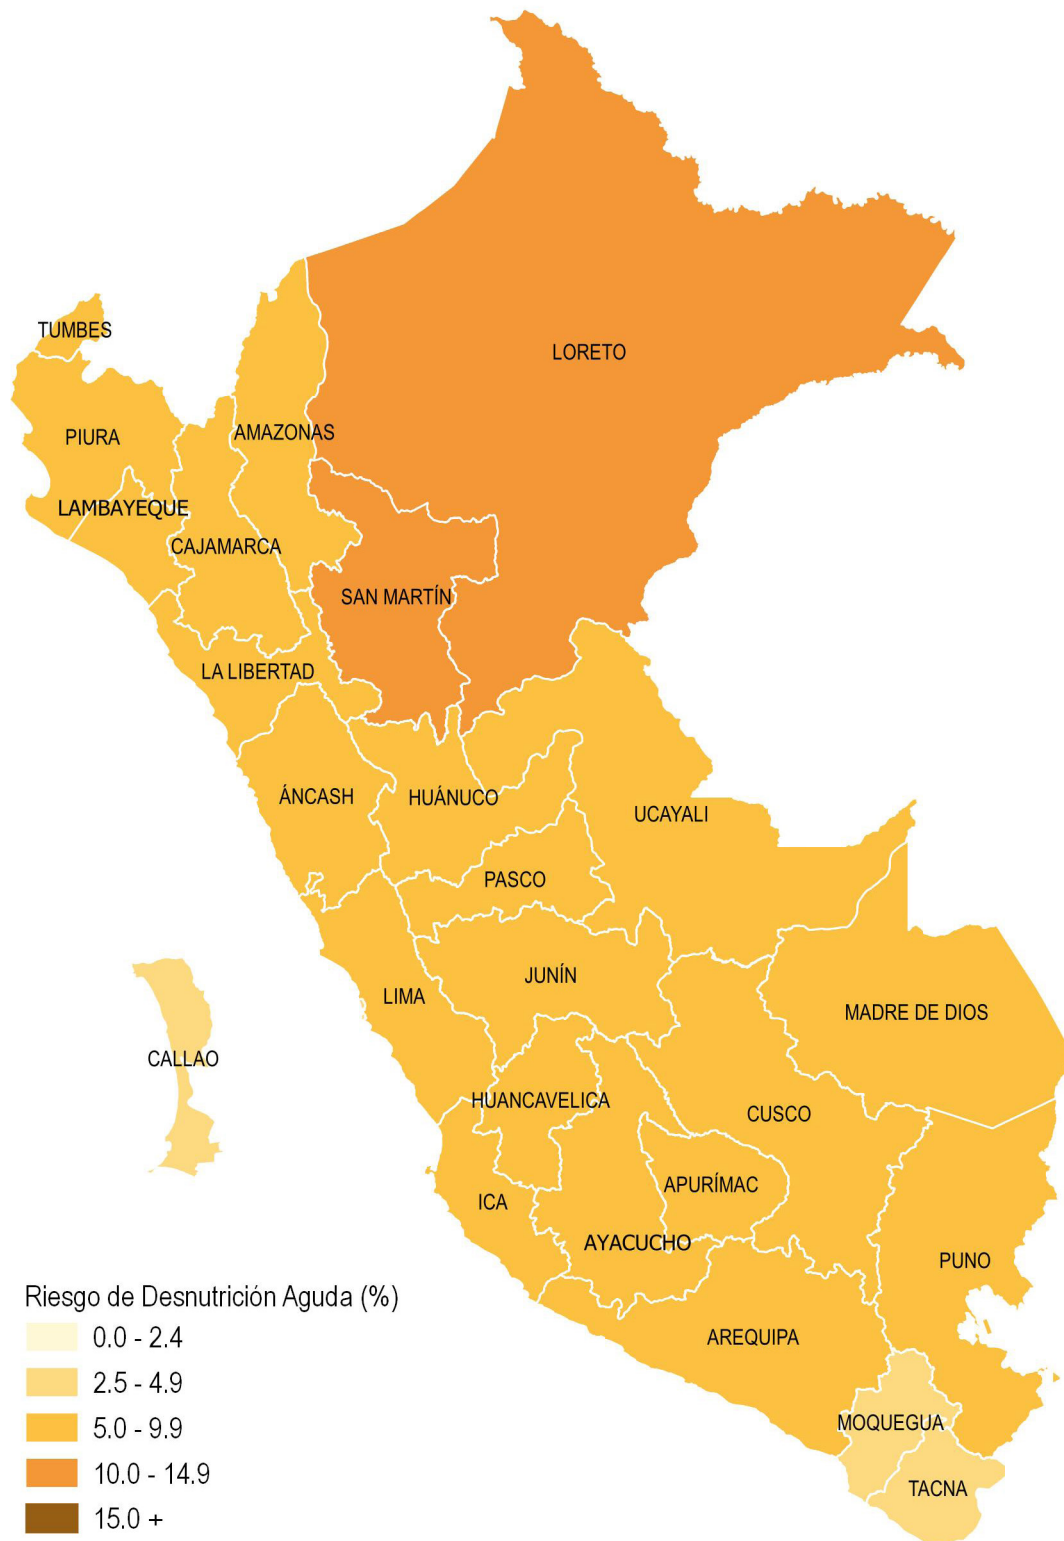 TUMBES
LORETO
PIURA
AMAZONAS
LAMBAYEQUE
CAJAMARCA
SAN MARTÍN
LA LIBERTAD
ÁNCASH
HUÁNUCO
UCAYALI
PASCO
JUNÍN
LIMA
MADRE DE DIOS
CALLAO
HUANCAVELICA
CUSCO
APURÍMAC
ICA
AYACUCHO
PUNO
AREQUIPA
MOQUEGUA
TACNA
Riesgo de Desnutrición Aguda (%)
0.0 - 2.4
2.5 - 4.9
5.0 - 9.9
10.0 - 14.9
15.0 +